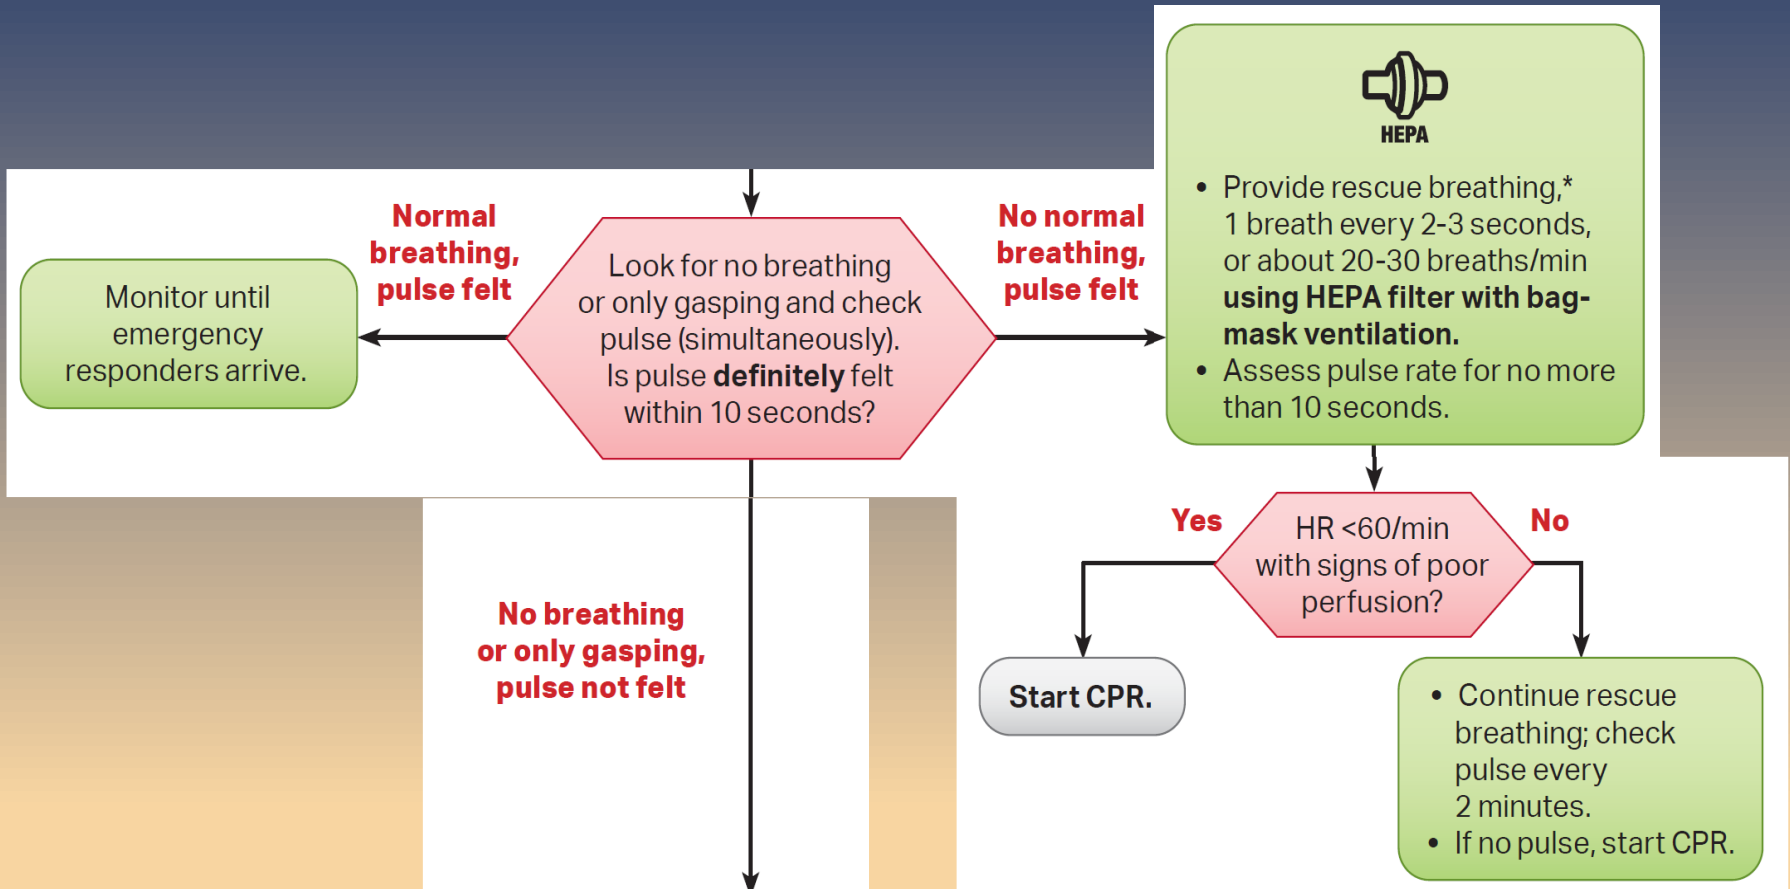 Normal
breathing,
pulse felt
Monitor until
emergency
responders arrive.
Look for no breathing
or only gasping and check
pulse (simultaneously).
Is pulse definitely felt
within 10 seconds?
No normal
breathing,
pulse felt
HEPA
• Provide rescue breathing,*
1 breath every 2-3 seconds,
or about 20-30 breaths/min
using HEPA filter with bag-
mask ventilation.
• Assess pulse rate for no more
than 10 seconds.
HR <60/min
with signs of poor
perfusion?
Yes
No
Start CPR.
• Continue rescue
breathing; check
pulse every
2 minutes.
• If no pulse, start CPR.
No breathing
or only gasping,
pulse not felt